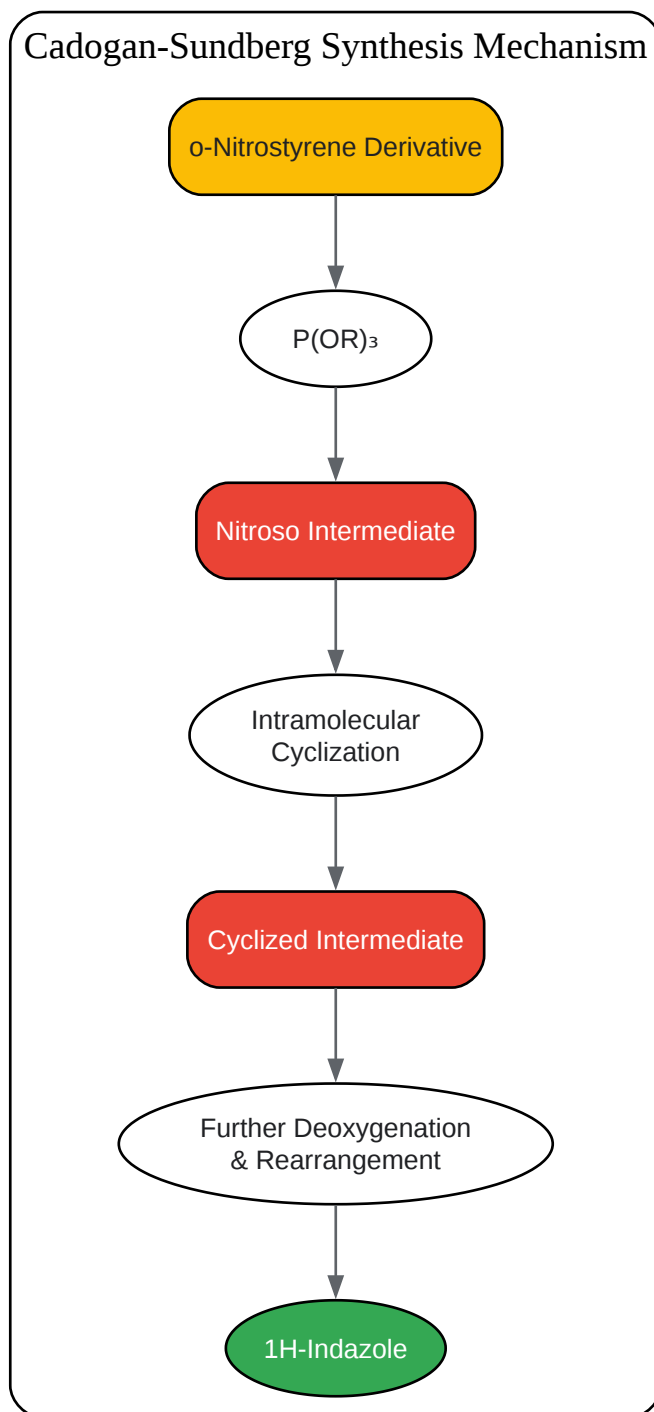 Cadogan-Sundberg Synthesis Mechanism
o-Nitrostyrene Derivative
P(OR)₃
Nitroso Intermediate
Intramolecular
Cyclization
Cyclized Intermediate
Further Deoxygenation
& Rearrangement
1H-Indazole